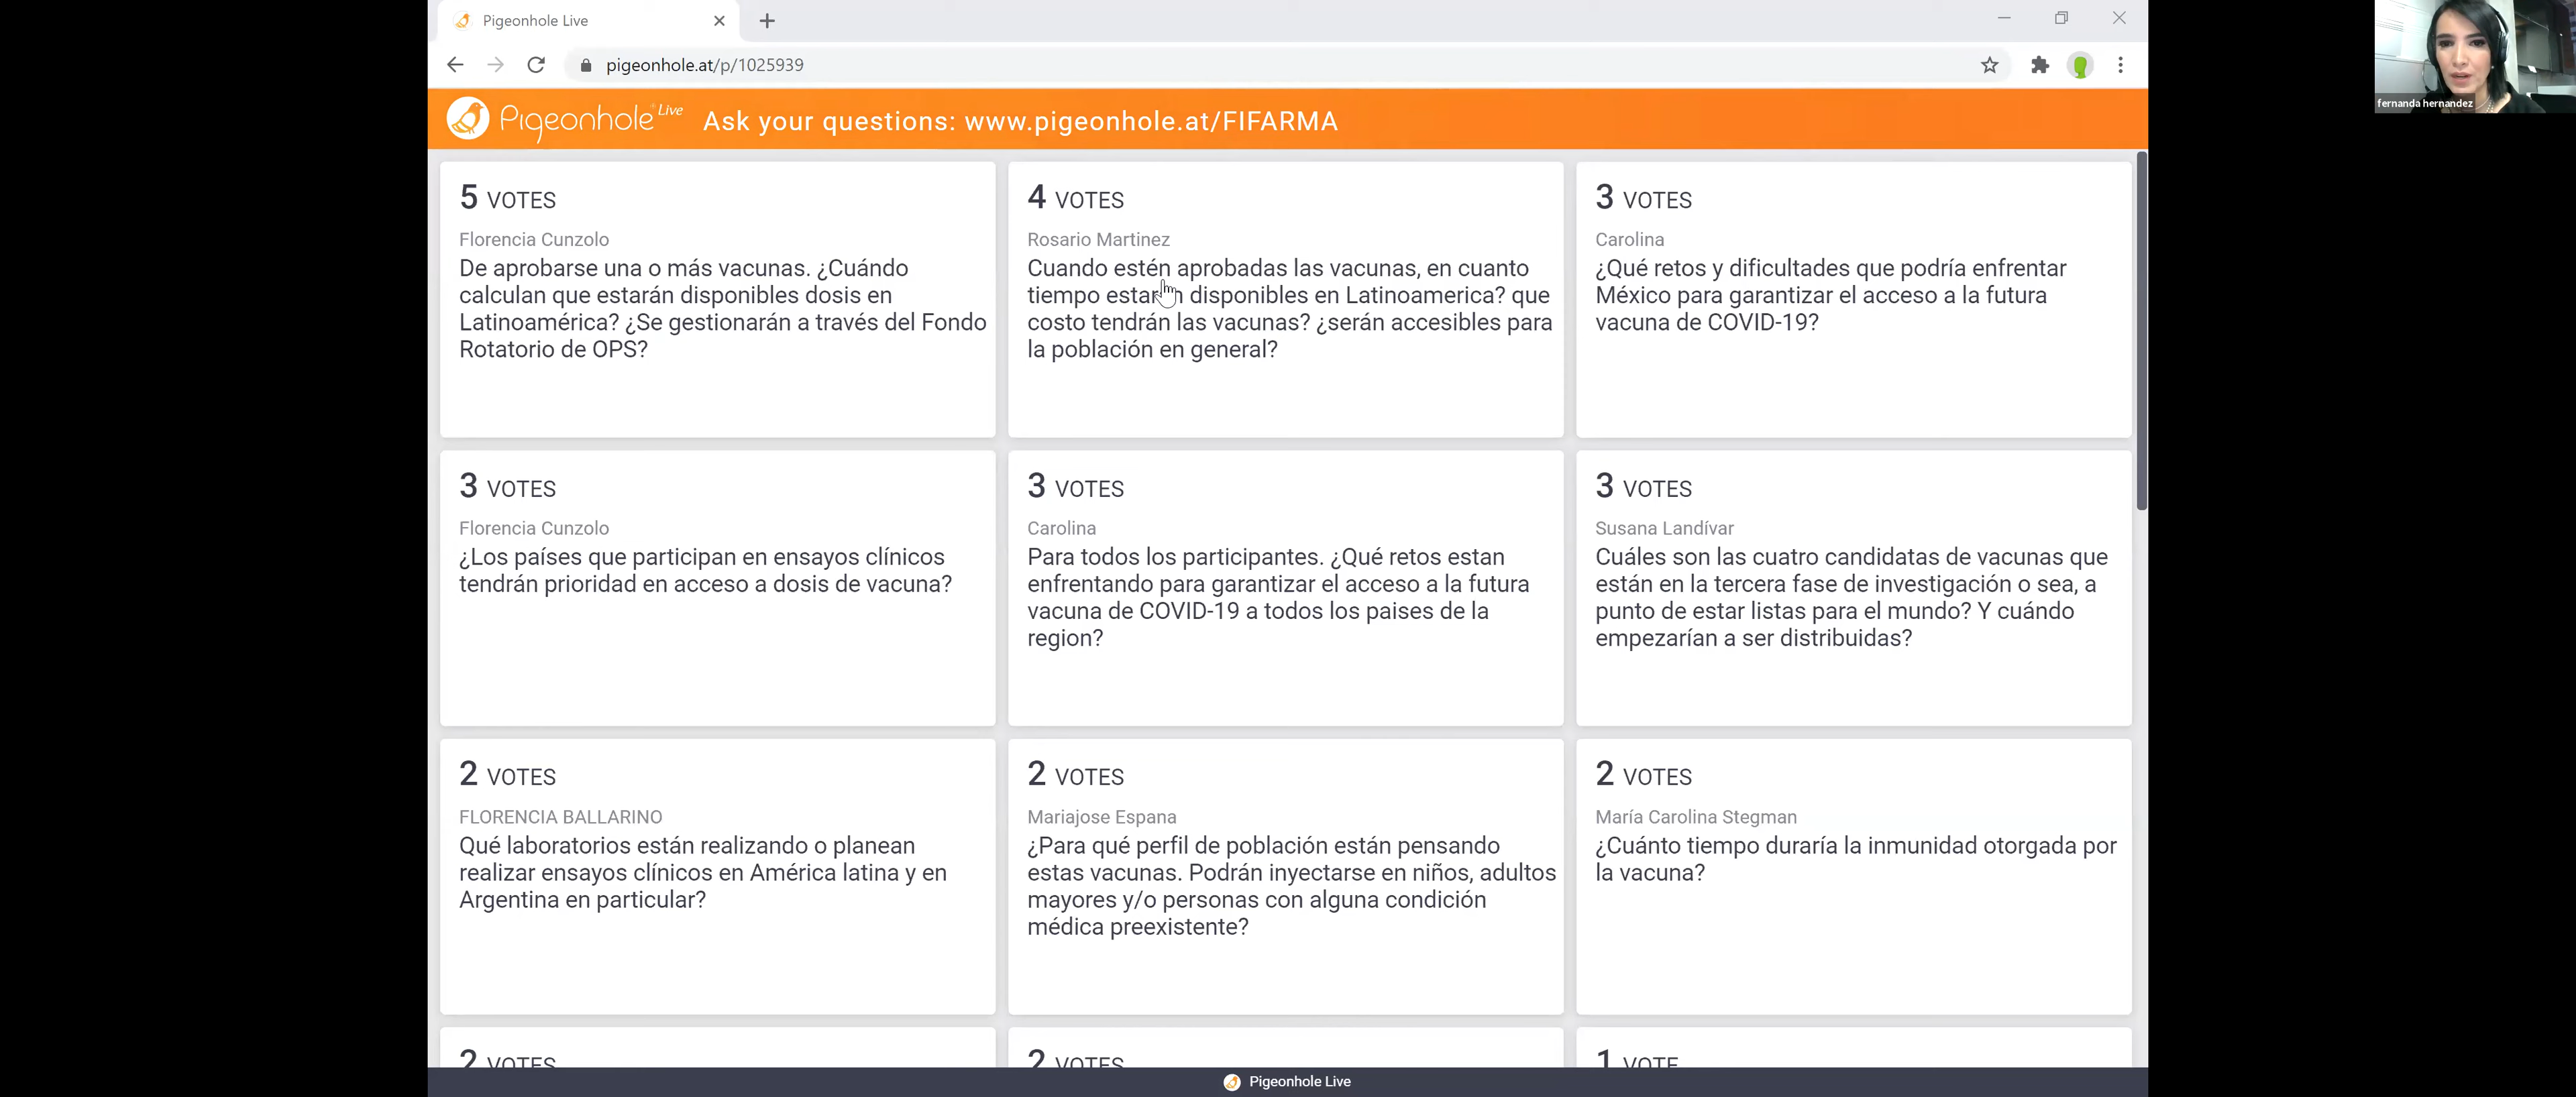 Pigeonhole Live
pigeonhole.at/p/1025939
fernanda hernandez
Pigeonhole Live Ask your questions: www.pigeonhole.at/FIFARMA
5 VOTES
Florencia Cunzolo
De aprobarse una o más vacunas. ¿Cuándo
calculan que estarán disponibles dosis en
Latinoamérica? ¿Se gestionarán a través del Fondo
Rotatorio de OPS?
4 VOTES
Rosario Martinez
Cuando estén aprobadas las vacunas, en cuanto
tiempo estarán disponibles en Latinoamerica? que
costo tendrán las vacunas? ¿serán accesibles para
la población en general?
3 VOTES
Carolina
¿Qué retos y dificultades que podría enfrentar
México para garantizar el acceso a la futura
vacuna de COVID-19?
3 VOTES
Florencia Cunzolo
¿Los países que participan en ensayos clínicos
tendrán prioridad en acceso a dosis de vacuna?
3 VOTES
Carolina
Para todos los participantes. ¿Qué retos estan
enfrentando para garantizar el acceso a la futura
vacuna de COVID-19 a todos los paises de la
region?
3 VOTES
Susana Landívar
Cuáles son las cuatro candidatas de vacunas que
están en la tercera fase de investigación o sea, a
punto de estar listas para el mundo? Y cuándo
empezarían a ser distribuidas?
2 VOTES
FLORENCIA BALLARINO
Qué laboratorios están realizando o planean
realizar ensayos clínicos en América latina y en
Argentina en particular?
2 VOTES
Mariajose Espana
¿Para qué perfil de población están pensando
estas vacunas. Podrán inyectarse en niños, adultos
mayores y/o personas con alguna condición
médica preexistente?
2 VOTES
María Carolina Stegman
¿Cuánto tiempo duraría la inmunidad otorgada por
la vacuna?
2 VOTES
2 VOTES
1 VOTE
Pigeonhole Live